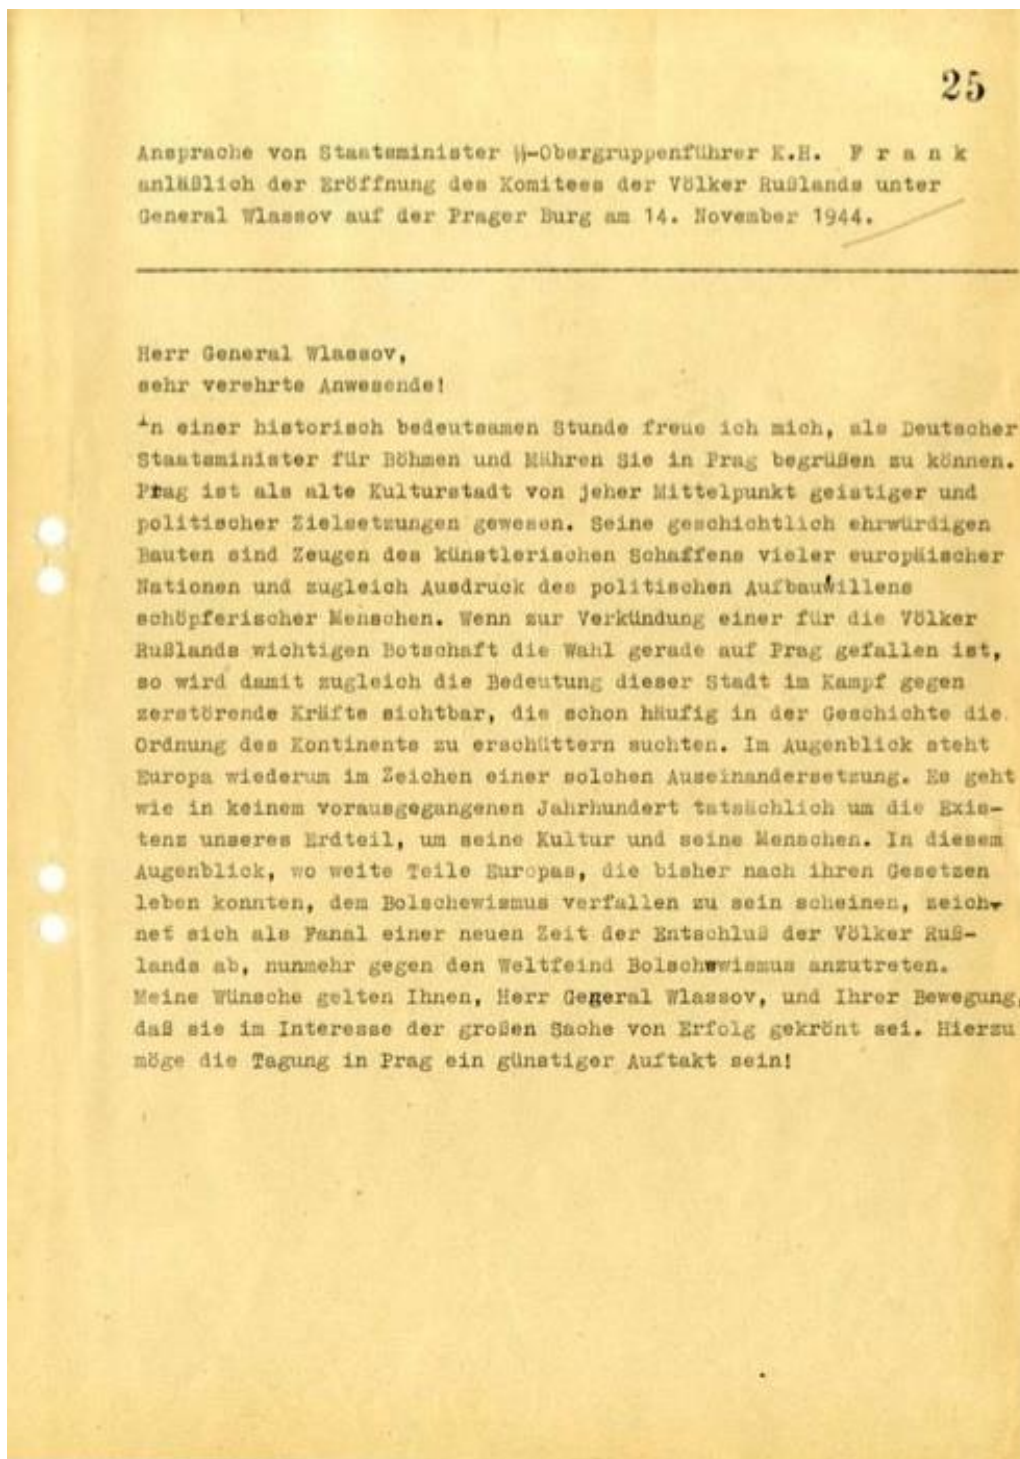 25
Ansprache von Staatsminister ᛋᛋ-Obergruppenführer K.H. F r a n k
anläßlich der Eröffnung des Komitees der Völker Rußlands unter
General Wlassov auf der Prager Burg am 14. November 1944.
Herr General Wlassov,
sehr verehrte Anwesende!
In einer historisch bedeutsamen Stunde freue ich mich, als Deutscher
Staatsminister für Böhmen und Mähren Sie in Prag begrüßen zu können.
Prag ist als alte Kulturstadt von jeher Mittelpunkt geistiger und
politischer Zielsetzungen gewesen. Seine geschichtlich ehrwürdigen
Bauten sind Zeugen des künstlerischen Schaffens vieler europäischer
Nationen und zugleich Ausdruck des politischen Aufbauwillens
schöpferischer Menschen. Wenn zur Verkündung einer für die Völker
Rußlands wichtigen Botschaft die Wahl gerade auf Prag gefallen ist,
so wird damit zugleich die Bedeutung dieser Stadt im Kampf gegen
zerstörende Kräfte sichtbar, die schon häufig in der Geschichte die
Ordnung des Kontinents zu erschüttern suchten. Im Augenblick steht
Europa wiederum im Zeichen einer solchen Auseinandersetzung. Es geht
wie in keinem vorausgegangenen Jahrhundert tatsächlich um die Exis-
tenz unseres Erdteil, um seine Kultur und seine Menschen. In diesem
Augenblick, wo weite Teile Europas, die bisher nach ihren Gesetzen
leben konnten, dem Bolschewismus verfallen zu sein scheinen, zeich-
net sich als Fanal einer neuen Zeit der Entschluß der Völker Ruß-
lands ab, nunmehr gegen den Weltfeind Bolschewismus anzutreten.
Meine Wünsche gelten Ihnen, Herr General Wlassov, und Ihrer Bewegung,
daß sie im Interesse der großen Sache von Erfolg gekrönt sei. Hierzu
möge die Tagung in Prag ein günstiger Auftakt sein!